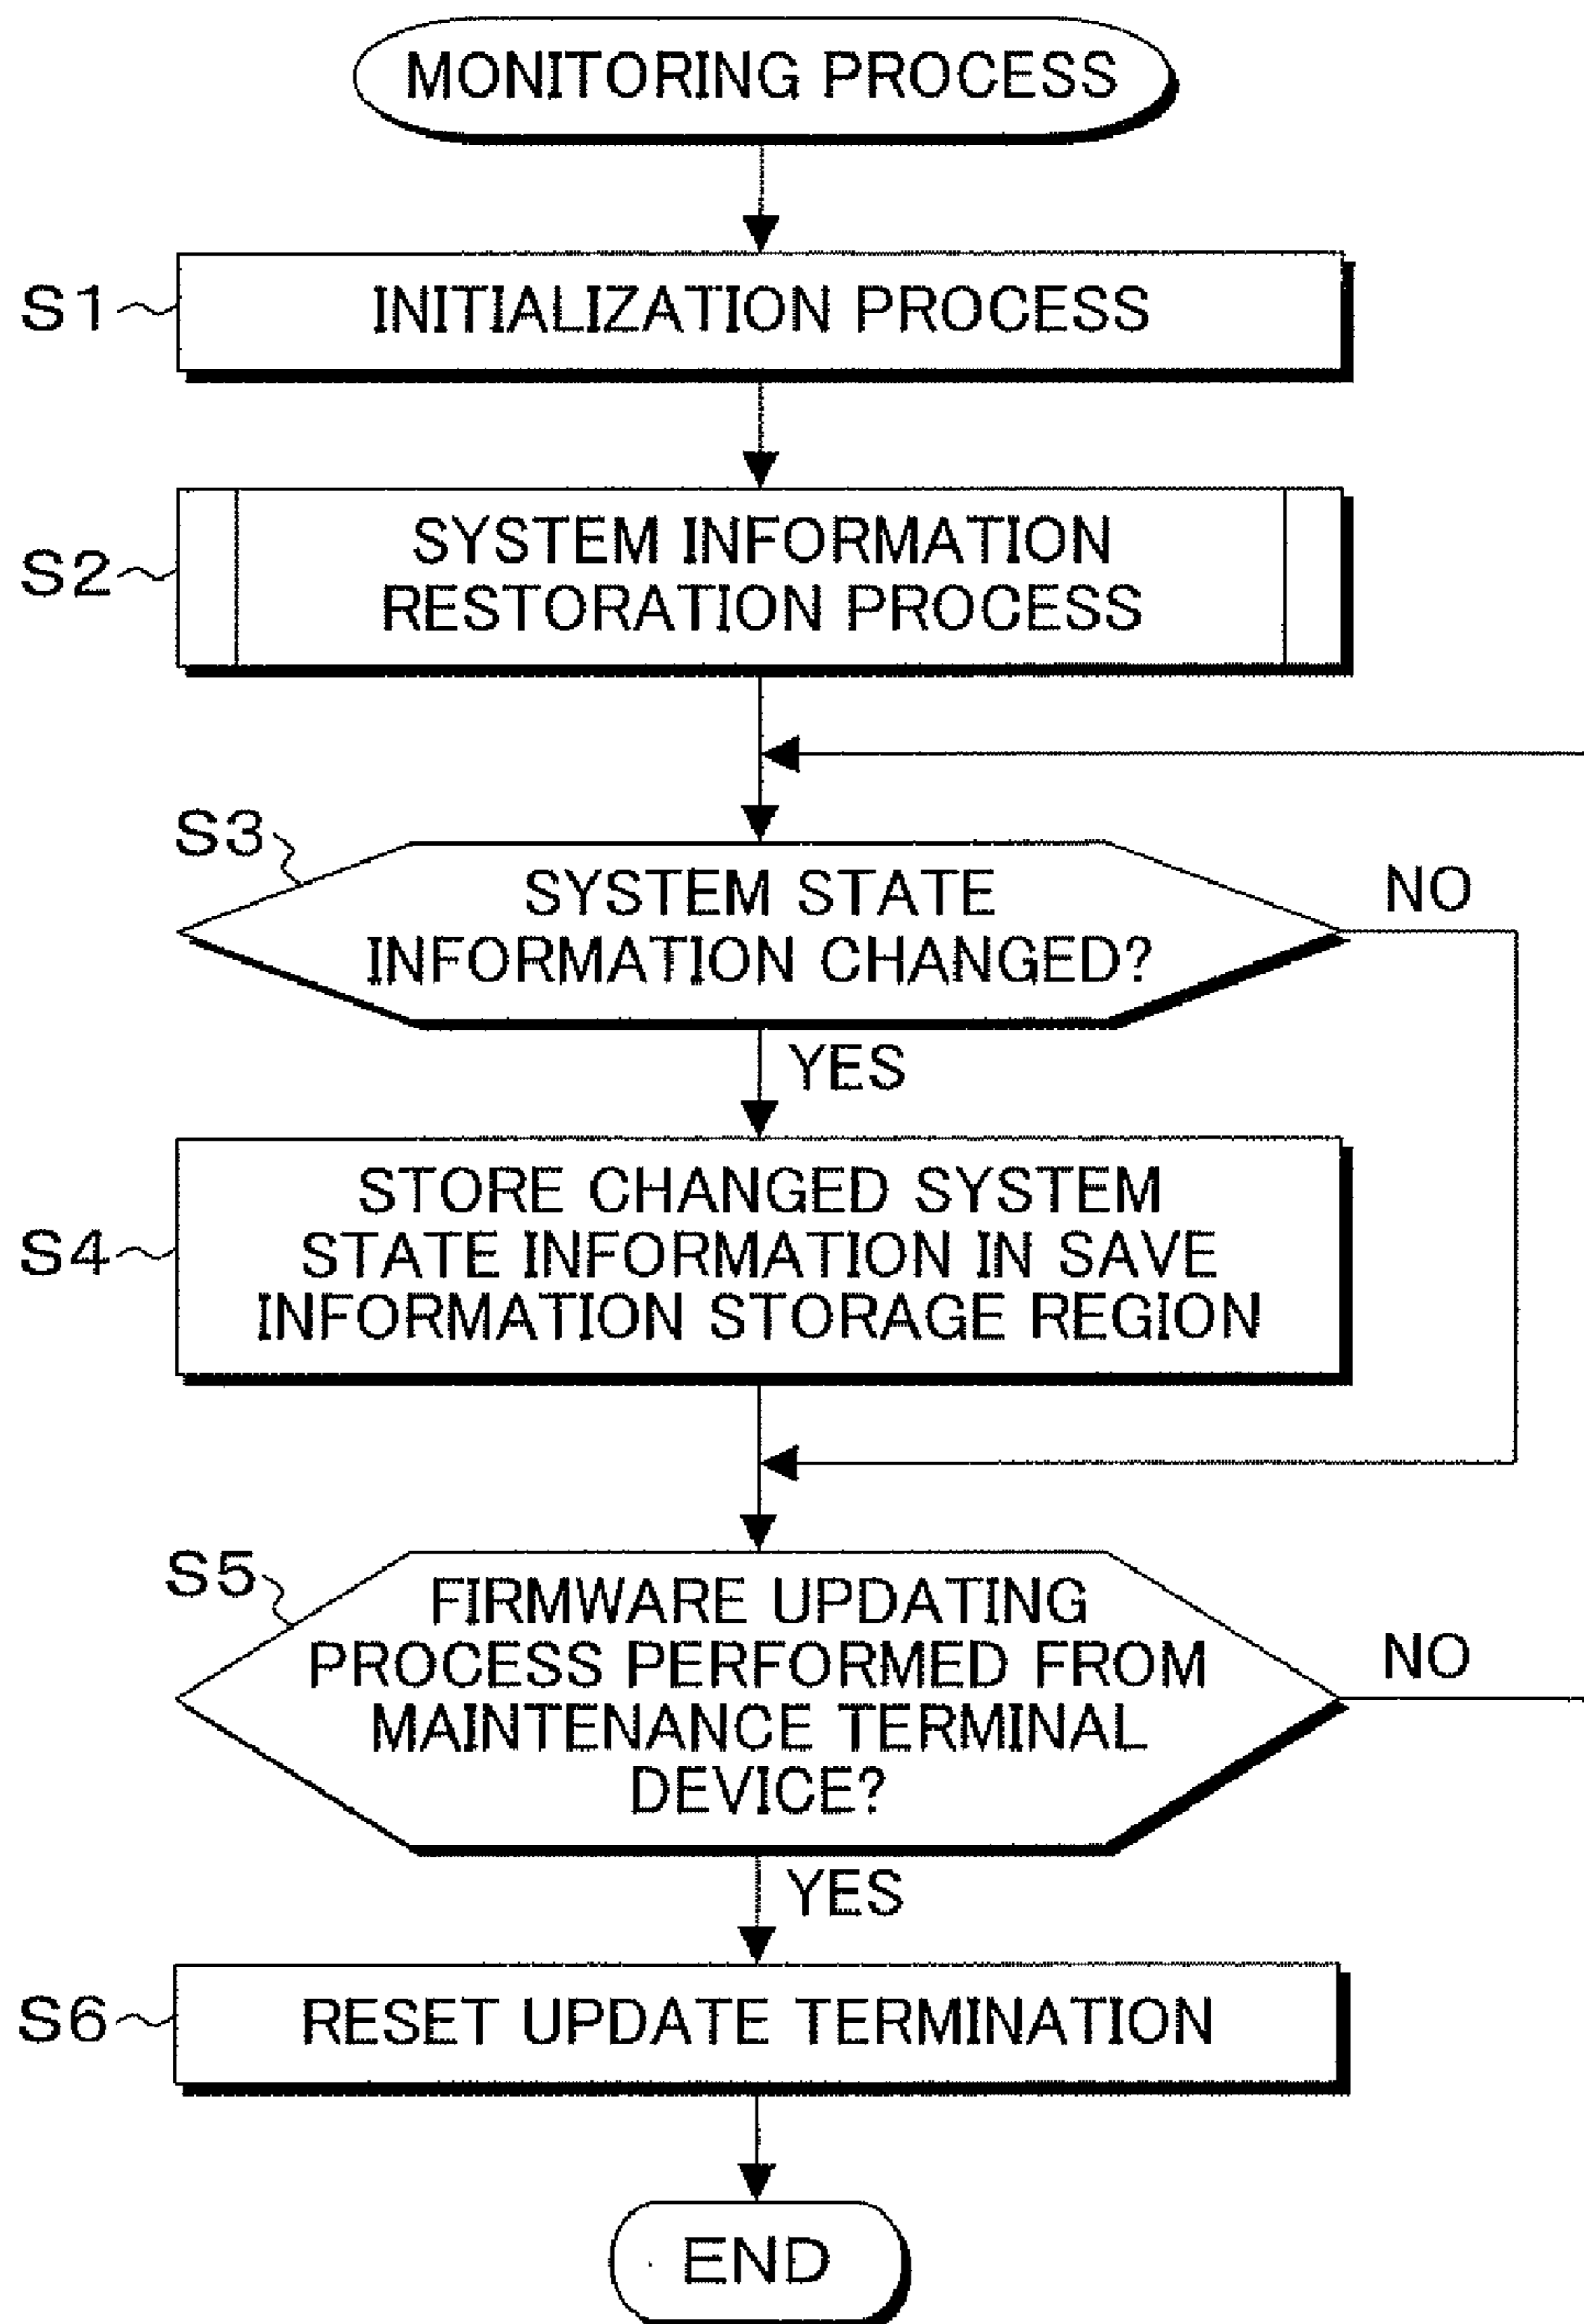 MONITORING PROCESS
S1
INITIALIZATION PROCESS
S2
SYSTEM INFORMATION
RESTORATION PROCESS
S3
SYSTEM STATE
INFORMATION CHANGED?
NO
YES
S4
STORE CHANGED SYSTEM
STATE INFORMATION IN SAVE
INFORMATION STORAGE REGION
S5
FIRMWARE UPDATING
PROCESS PERFORMED FROM
MAINTENANCE TERMINAL
DEVICE?
NO
YES
S6
RESET UPDATE TERMINATION
END